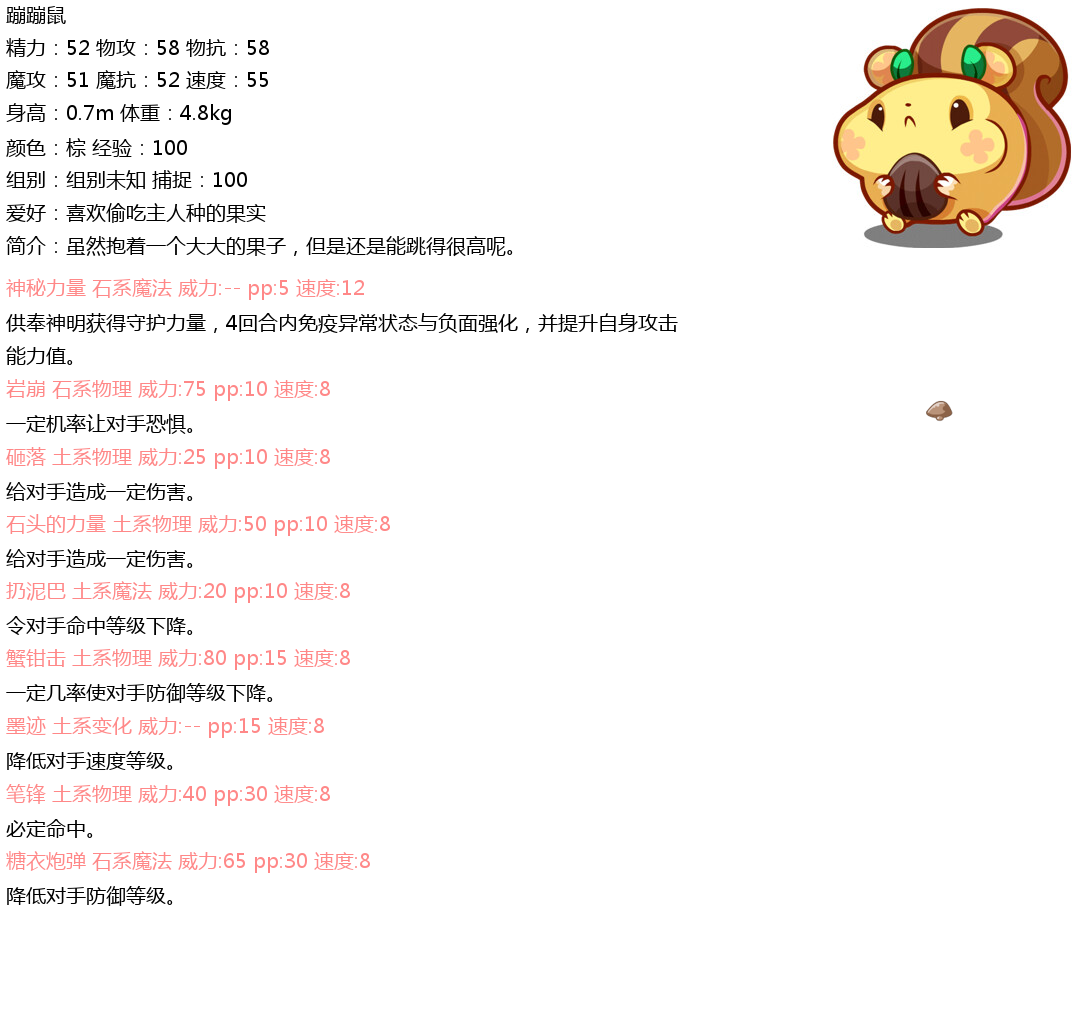 蹦蹦鼠
精力：52 物攻：58 物抗：58
魔攻：51 魔抗：52 速度：55
身高：0.7m 体重：4.8kg
颜色：棕 经验：100
组别：组别未知 捕捉：100
爱好：喜欢偷吃主人种的果实
简介：虽然抱着一个大大的果子，但是还是能跳得很高呢。
神秘力量 石系魔法 威力:-- pp:5 速度:12
供奉神明获得守护力量，4回合内免疫异常状态与负面强化，并提升自身攻击
能力值。
岩崩 石系物理 威力:75 pp:10 速度:8
一定机率让对手恐惧。
砸落 土系物理 威力:25 pp:10 速度:8
给对手造成一定伤害。
石头的力量 土系物理 威力:50 pp:10 速度:8
给对手造成一定伤害。
扔泥巴 土系魔法 威力:20 pp:10 速度:8
令对手命中等级下降。
蟹钳击 土系物理 威力:80 pp:15 速度:8
一定几率使对手防御等级下降。
墨迹 土系变化 威力:-- pp:15 速度:8
降低对手速度等级。
笔锋 土系物理 威力:40 pp:30 速度:8
必定命中。
糖衣炮弹 石系魔法 威力:65 pp:30 速度:8
降低对手防御等级。